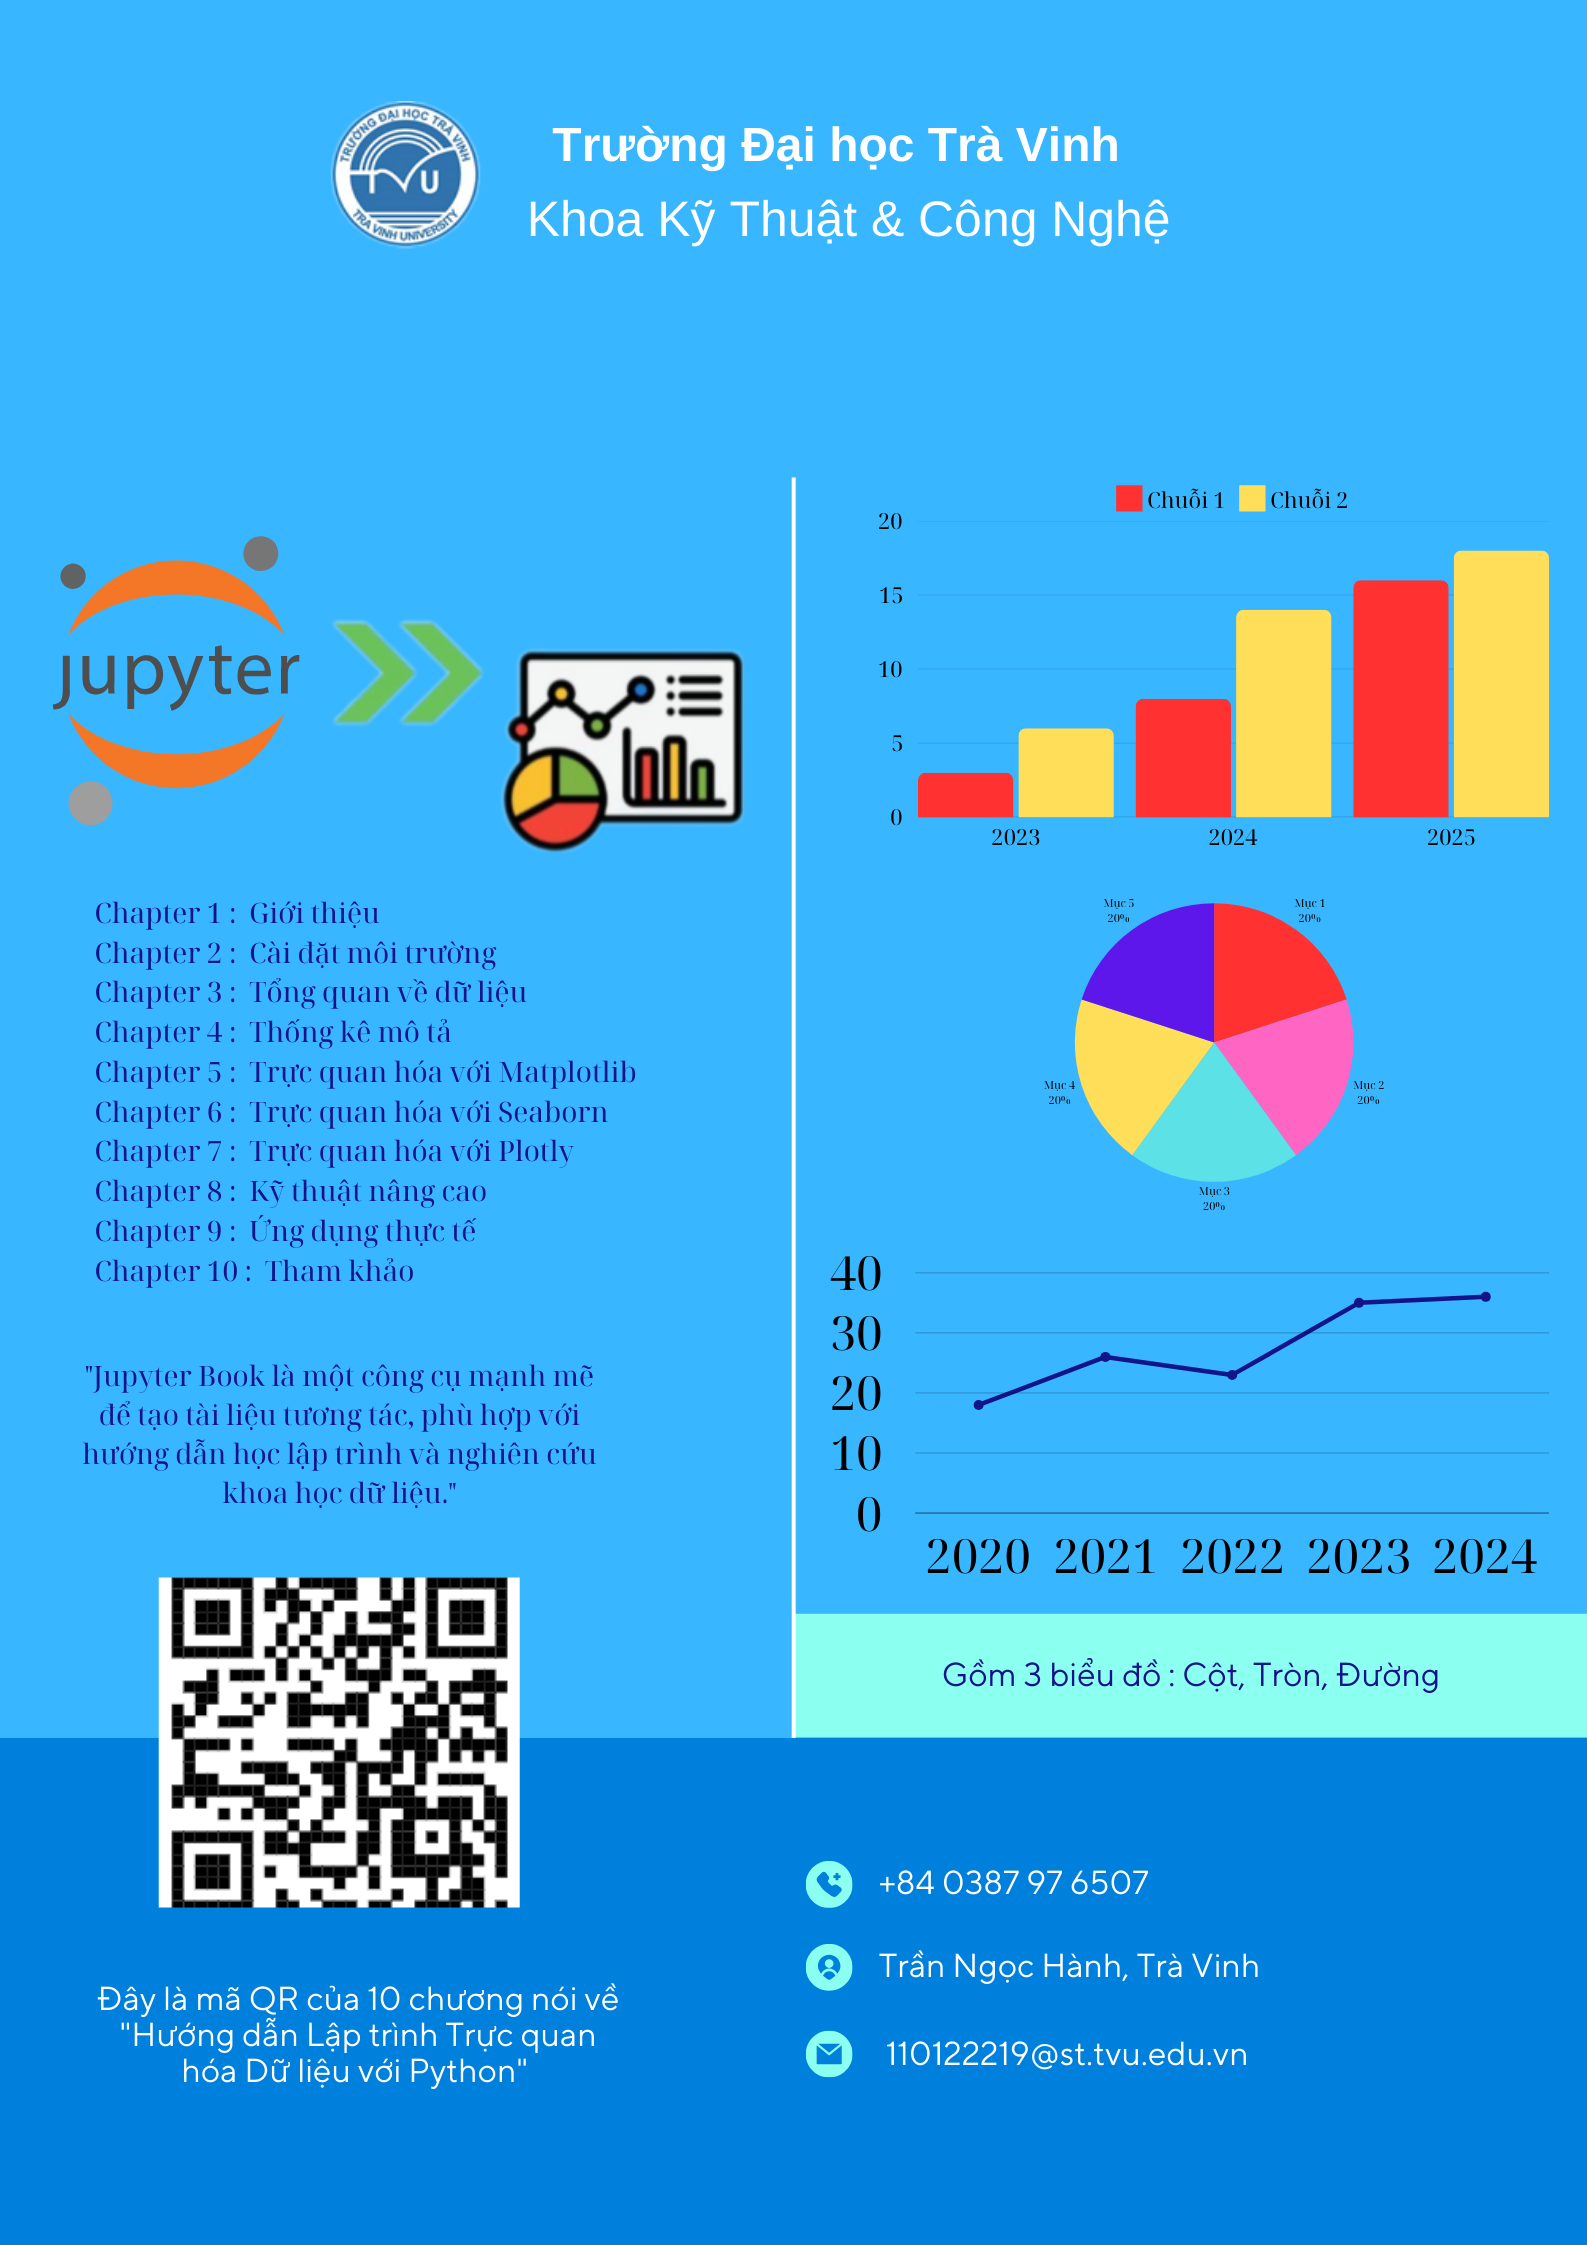 TRƯỜNG ĐẠI HỌC TRÀ VINH
TVU
TRA VINH UNIVERSITY
Trường Đại học Trà Vinh
Khoa Kỹ Thuật & Công Nghệ
jupyter
Chapter 1 : Giới thiệu
Chapter 2 : Cài đặt môi trường
Chapter 3 : Tổng quan về dữ liệu
Chapter 4 : Thống kê mô tả
Chapter 5 : Trực quan hóa với Matplotlib
Chapter 6 : Trực quan hóa với Seaborn
Chapter 7 : Trực quan hóa với Plotly
Chapter 8 : Kỹ thuật nâng cao
Chapter 9 : Ứng dụng thực tế
Chapter 10 : Tham khảo
"Jupyter Book là một công cụ mạnh mẽ
để tạo tài liệu tương tác, phù hợp với
hướng dẫn học lập trình và nghiên cứu
khoa học dữ liệu."
Đây là mã QR của 10 chương nói về
"Hướng dẫn Lập trình Trực quan
hóa Dữ liệu với Python"
Chuỗi 1 Chuỗi 2
20
15
10
5
0
2023 2024 2025
Mục 5
20%
Mục 1
20%
Mục 4
20%
Mục 2
20%
Mục 3
20%
40
30
20
10
0
2020 2021 2022 2023 2024
Gồm 3 biểu đồ : Cột, Tròn, Đường
+84 0387 97 6507
Trần Ngọc Hành, Trà Vinh
110122219@st.tvu.edu.vn